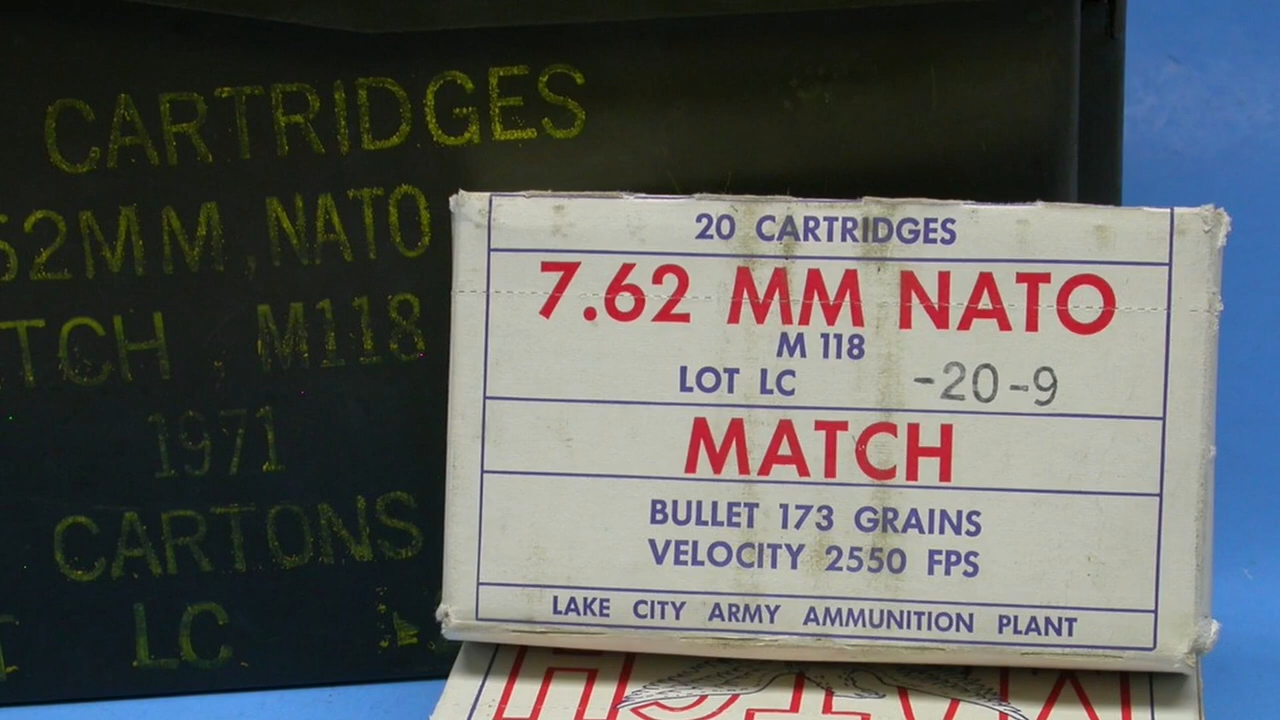 CARTRIDGES
62MM, NATO
TCH , M118
1971
CARTONS
LC
20 CARTRIDGES
7.62 MM NATO
M 118
LOT LC -20-9
MATCH
BULLET 173 GRAINS
VELOCITY 2550 FPS
LAKE CITY ARMY AMMUNITION PLANT